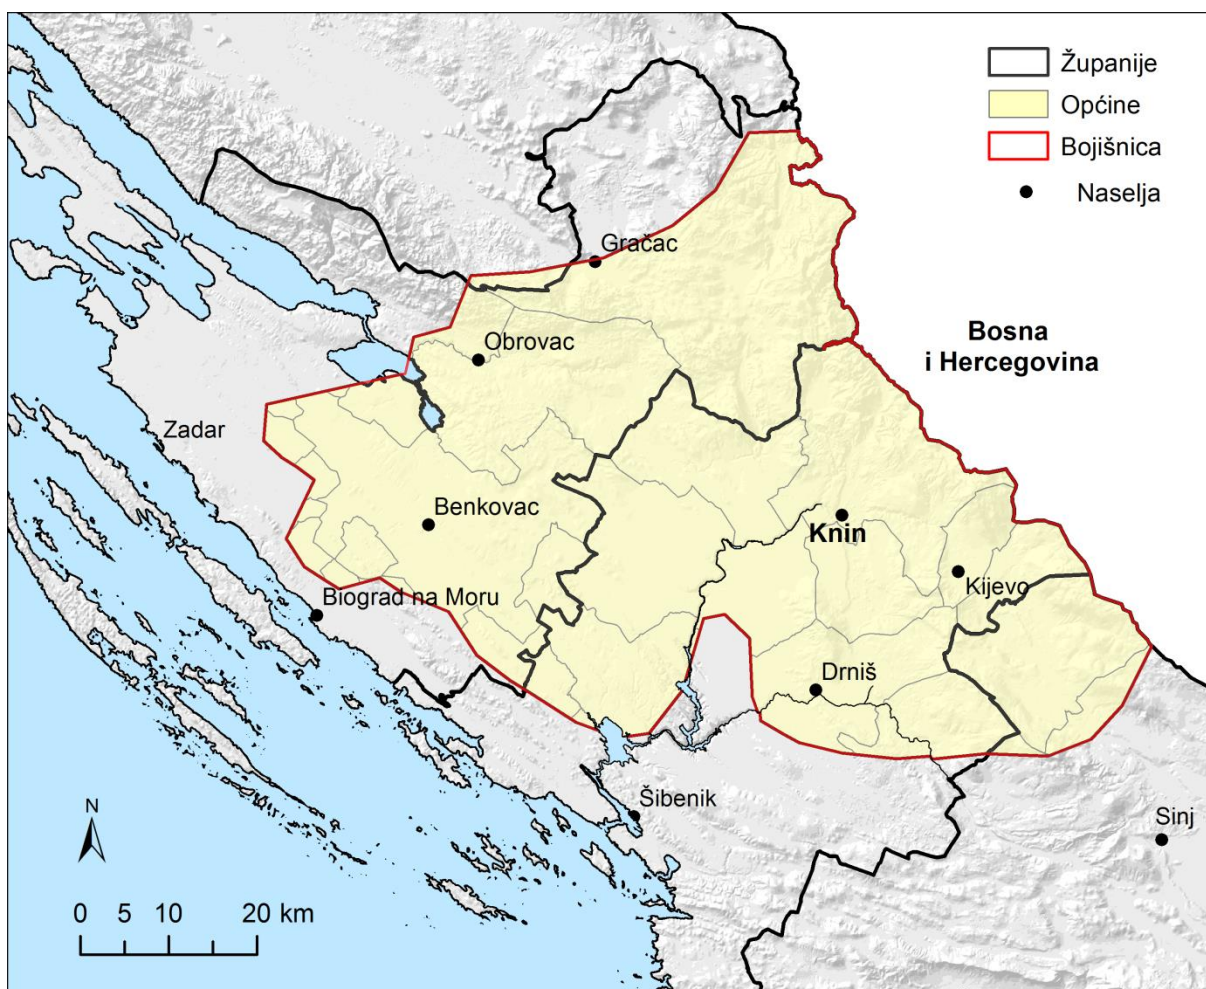 Županije
Općine
Bojišnica
Naselja
Gračac
Bosna
i Hercegovina
Obrovac
Zadar
Benkovac
Knin
Kijevo
Biograd na Moru
Drniš
Šibenik
Sinj
N
0 5 10 20 km